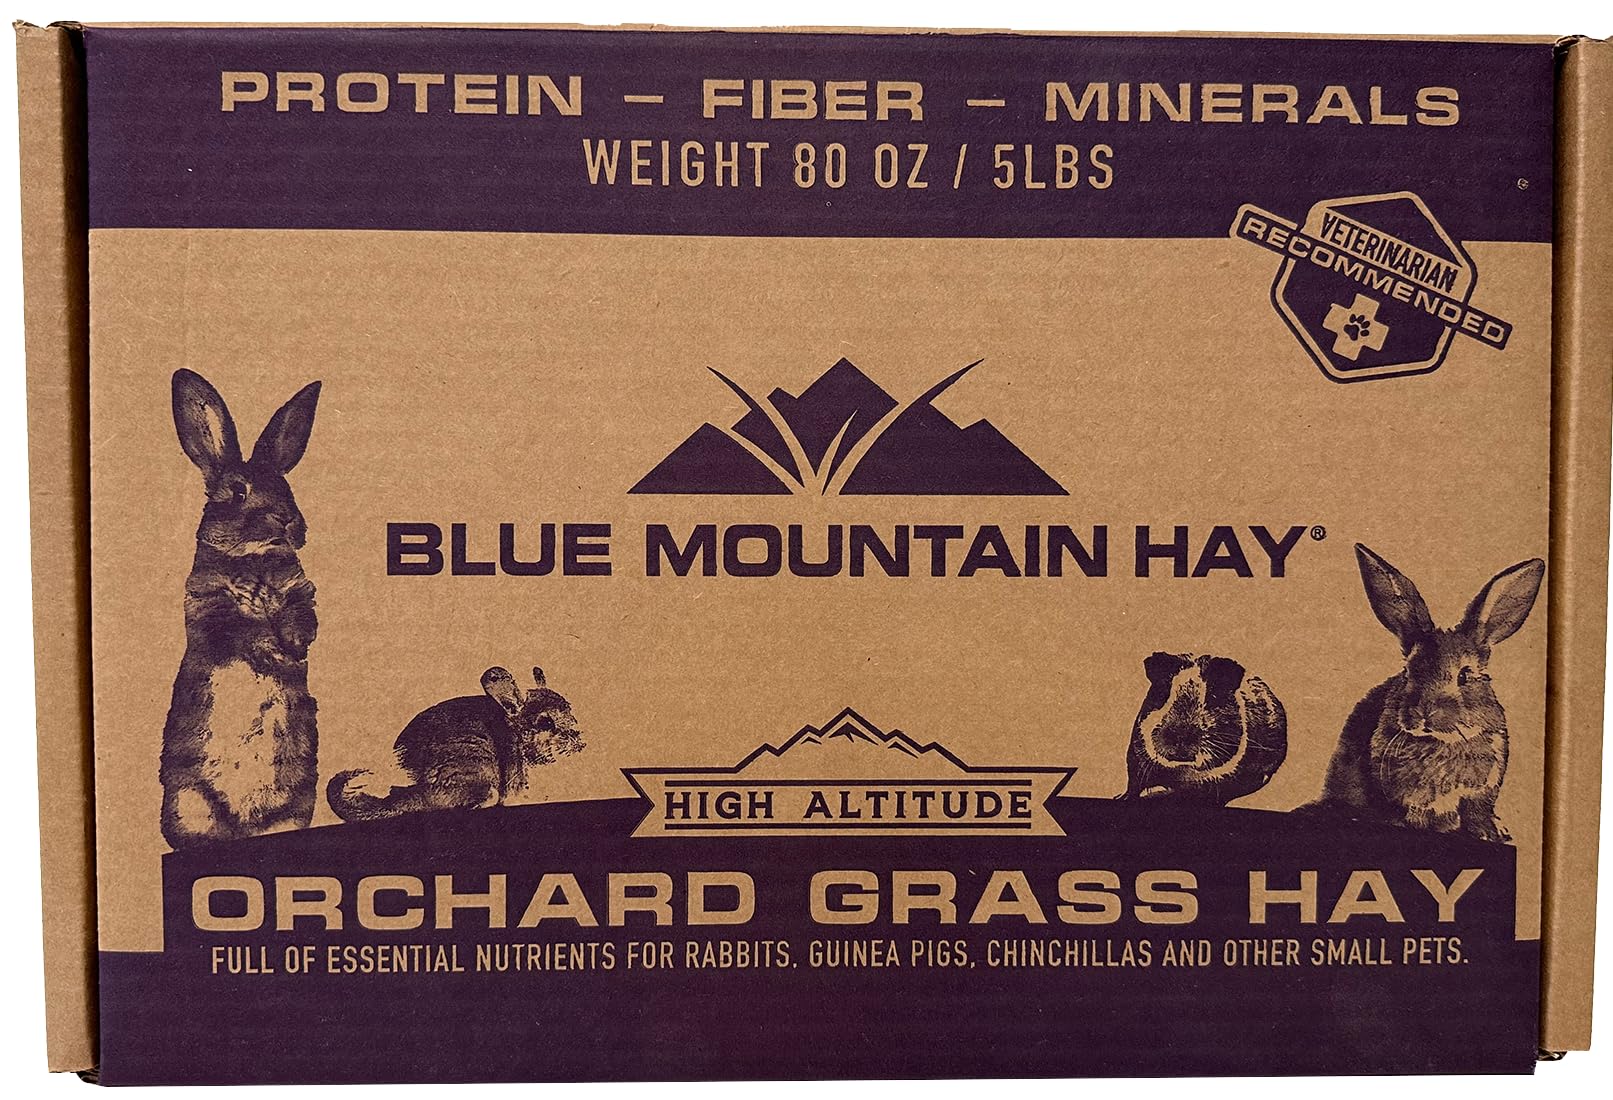 PROTEIN – FIBER – MINERALS
WEIGHT 80 OZ / 5LBS
VETERINARIAN
RECOMMENDED
BLUE MOUNTAIN HAY®
HIGH ALTITUDE
ORCHARD GRASS HAY
FULL OF ESSENTIAL NUTRIENTS FOR RABBITS, GUINEA PIGS, CHINCHILLAS AND OTHER SMALL PETS.